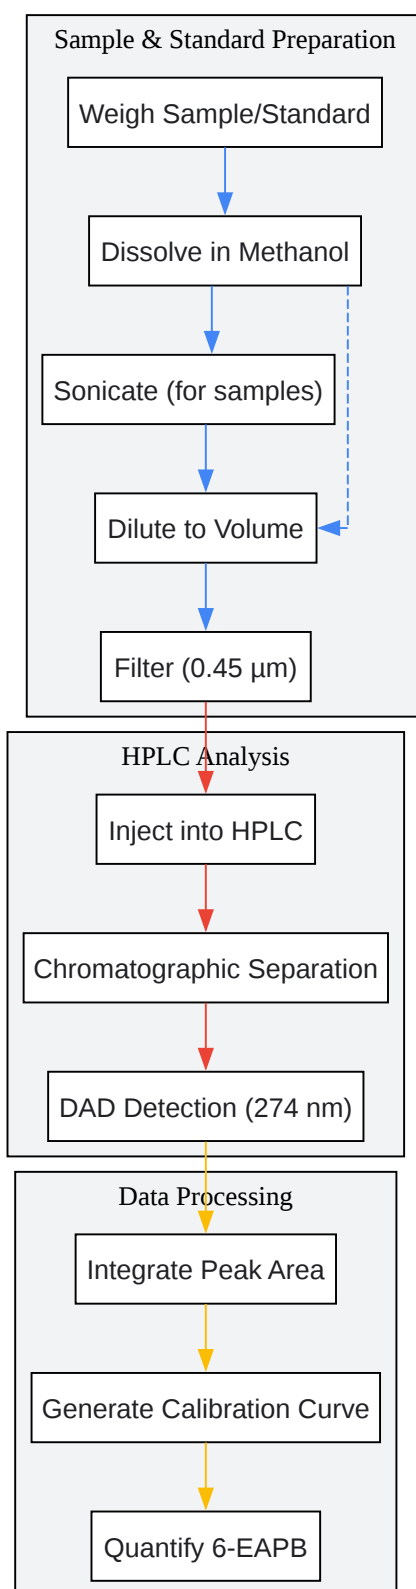 Sample & Standard Preparation
Weigh Sample/Standard
Dissolve in Methanol
Sonicate (for samples)
Dilute to Volume
Filter (0.45 µm)
HPLC Analysis
Inject into HPLC
Chromatographic Separation
DAD Detection (274 nm)
Data Processing
Integrate Peak Area
Generate Calibration Curve
Quantify 6-EAPB